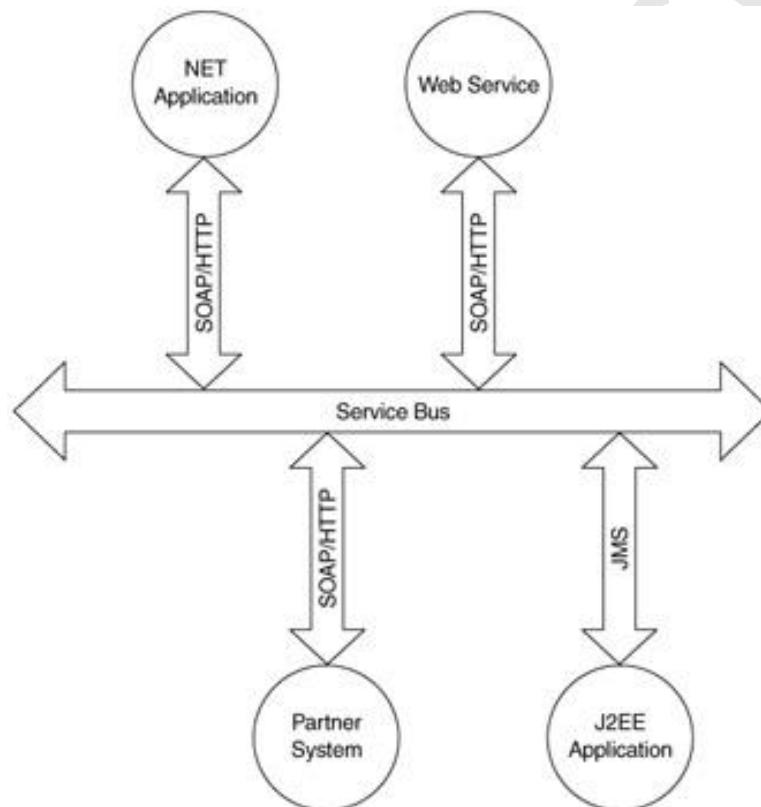 NET
Application
Web Service
SOAP/HTTP
SOAP/HTTP
Service Bus
SOAP/HTTP
JMS
Partner
System
J2EE
Application